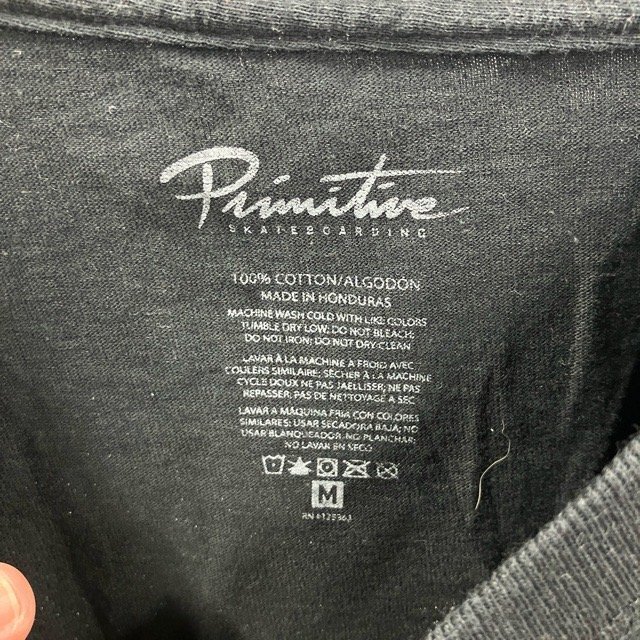 Primitive
SKATEBOARDING
100% COTTON/ALGODÓN
MADE IN HONDURAS
MACHINE WASH COLD WITH LIKE COLORS
TUMBLE DRY LOW; DO NOT BLEACH;
DO NOT IRON; DO NOT DRY CLEAN
LAVAR À LA MACHINE A FROID AVEC
COULERS SIMILAIRE; SÉCHER À LA MACHINE
CYCLE DOUX NE PAS JAELLISER; NE PAS
REPASSER; PAS DE NETTOYAGE A SEC
LAVAR A MÁQUINA FRIA CON COLORES
SIMILARES; USAR SECADORA BAJA; NO
USAR BLANQUEADOR; NO PLANCHAR;
NO LAVAR EN SECO
M
RN #